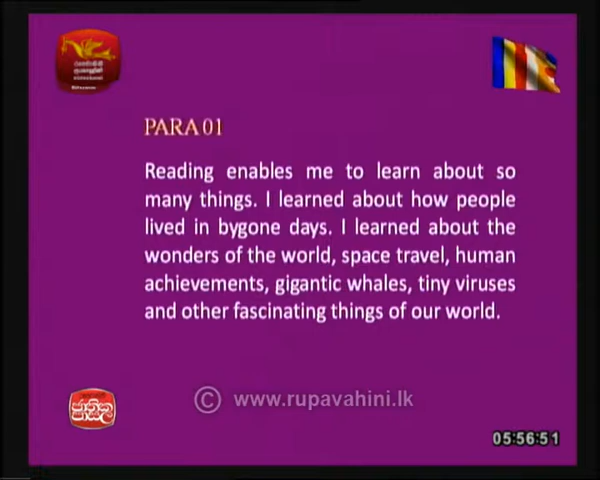 PARA 01
Reading enables me to learn about so
many things. I learned about how people
lived in bygone days. I learned about the
wonders of the world, space travel, human
achievements, gigantic whales, tiny viruses
and other fascinating things of our world.
© www.rupavahini.lk
05:56:51